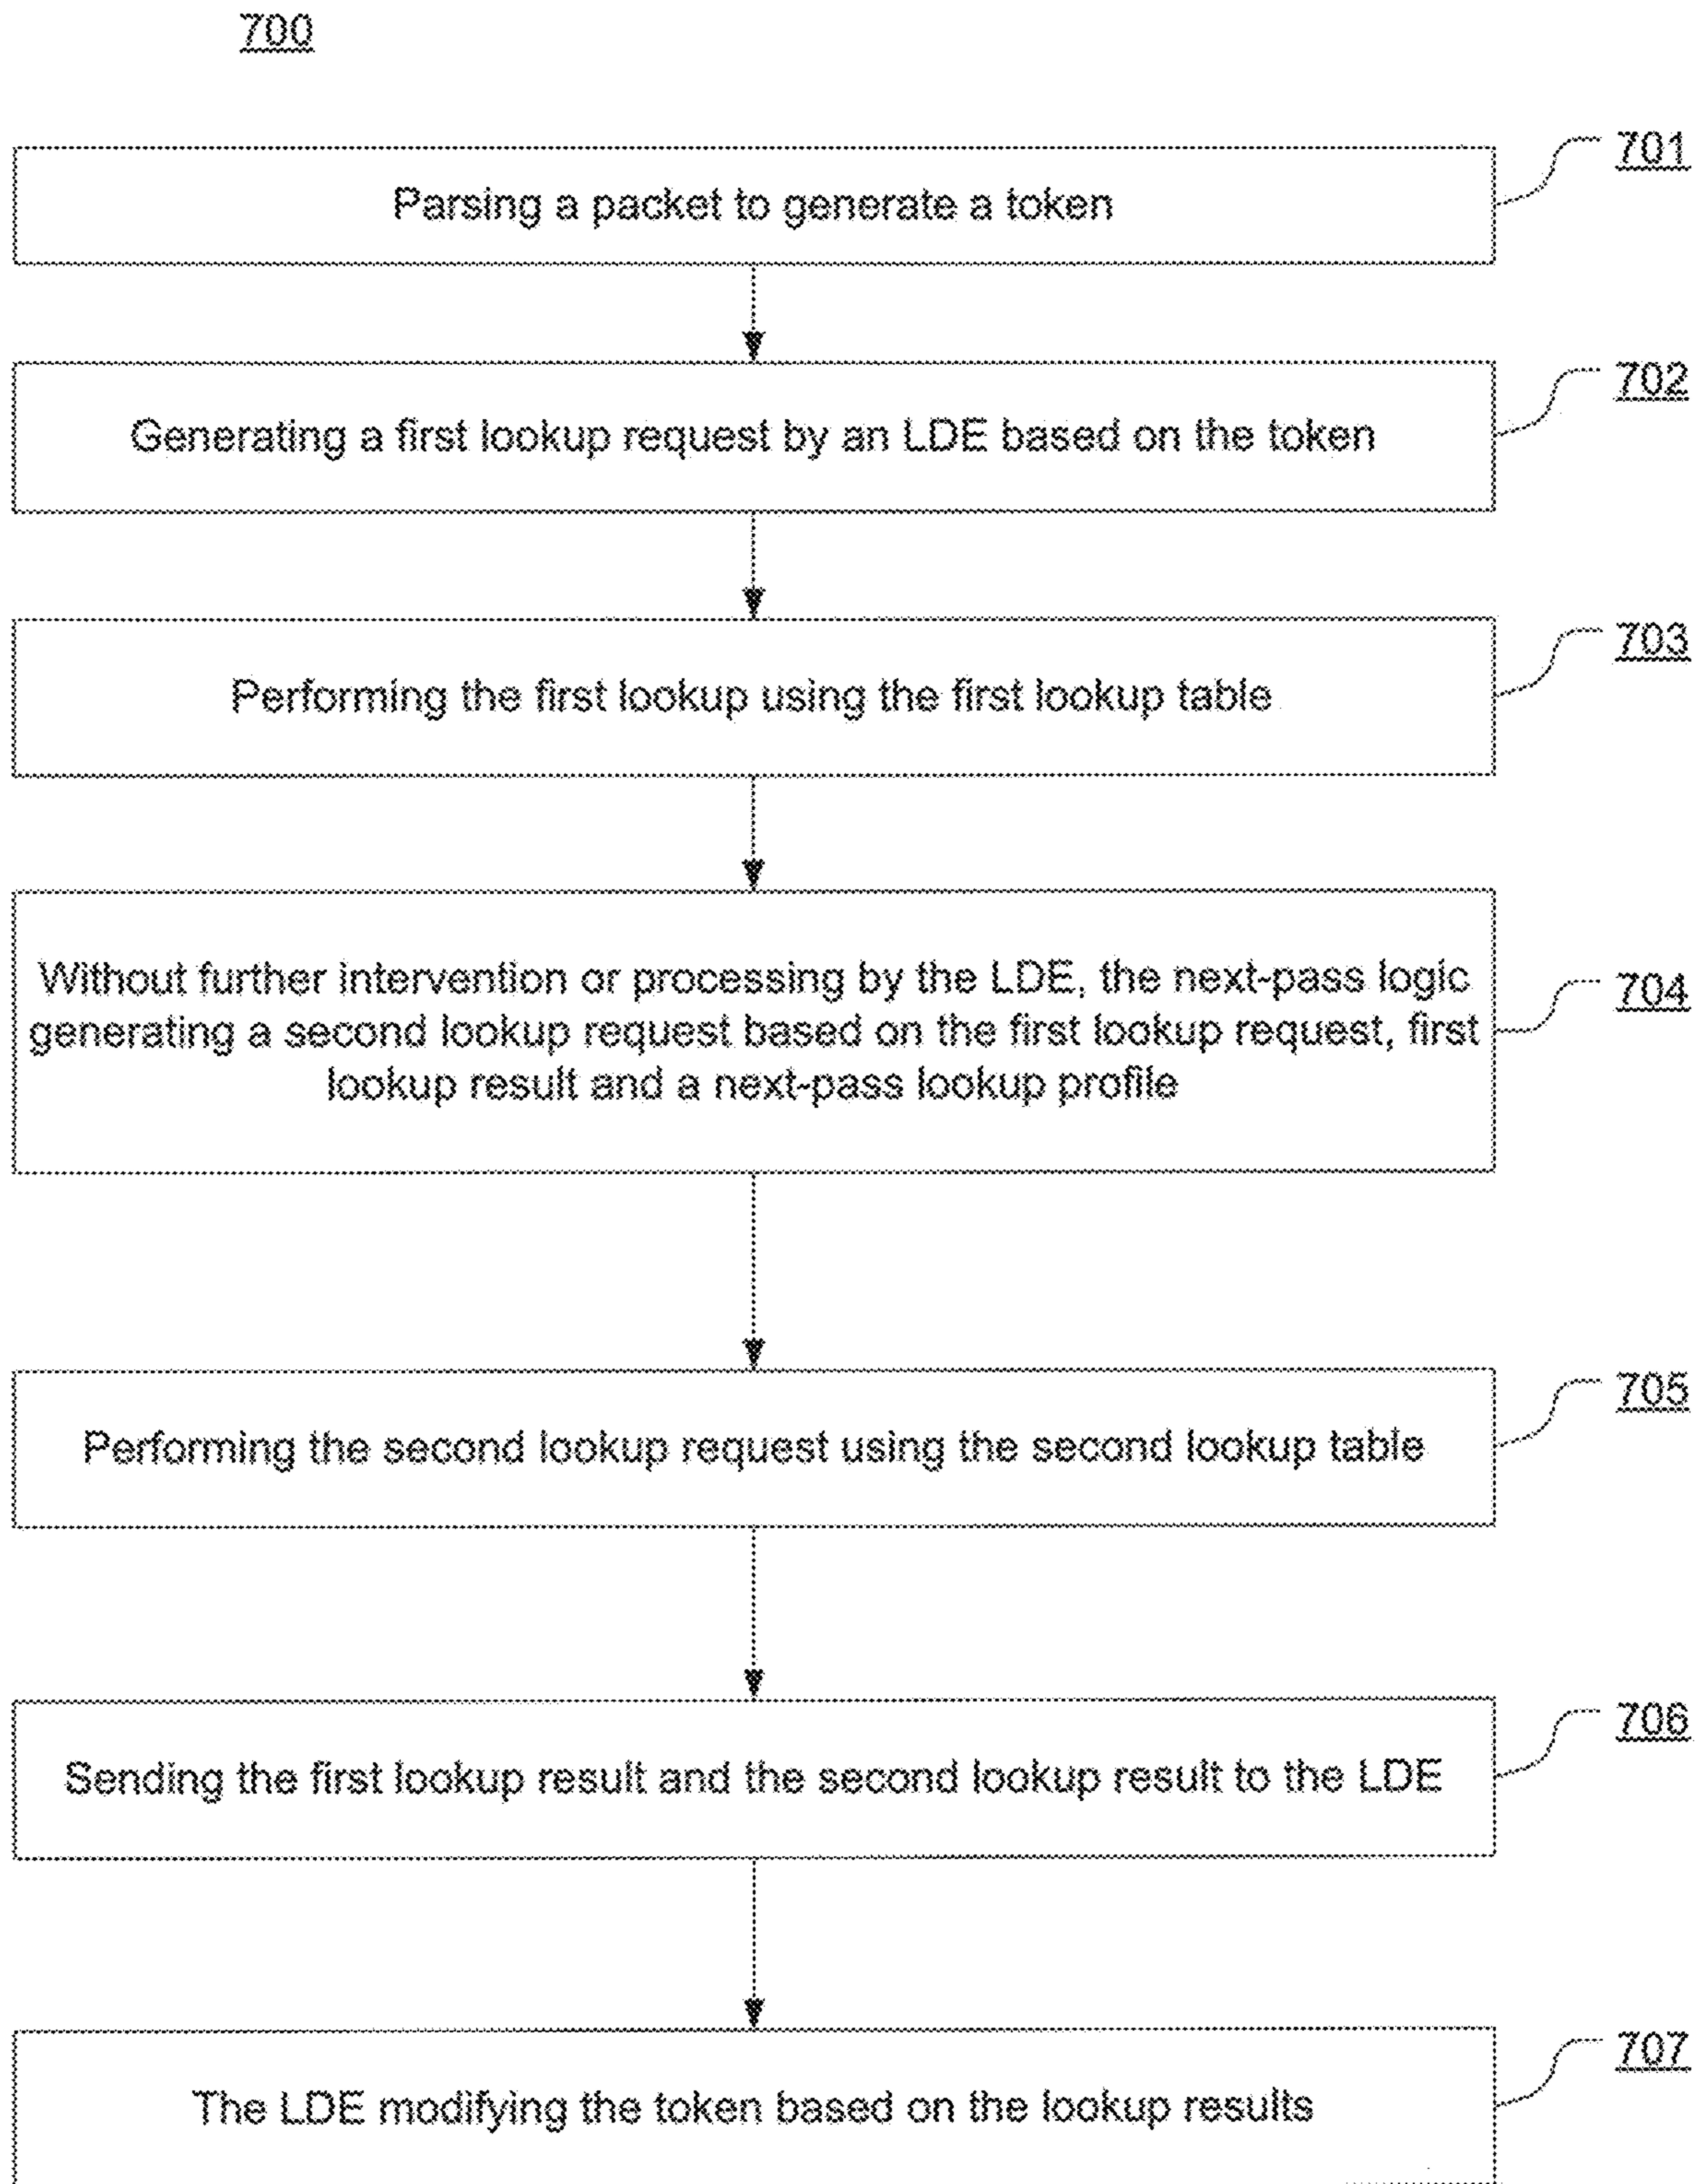 700
701
Parsing a packet to generate a token
702
Generating a first lookup request by an LDE based on the token
703
Performing the first lookup using the first lookup table
Without further intervention or processing by the LDE, the next-pass logic
704
generating a second lookup request based on the first lookup request, first
lookup result and a next-pass lookup profile
705
Performing the second lookup request using the second lookup table
706
Sending the first lookup result and the second lookup result to the LDE
707
The LDE modifying the token based on the lookup results